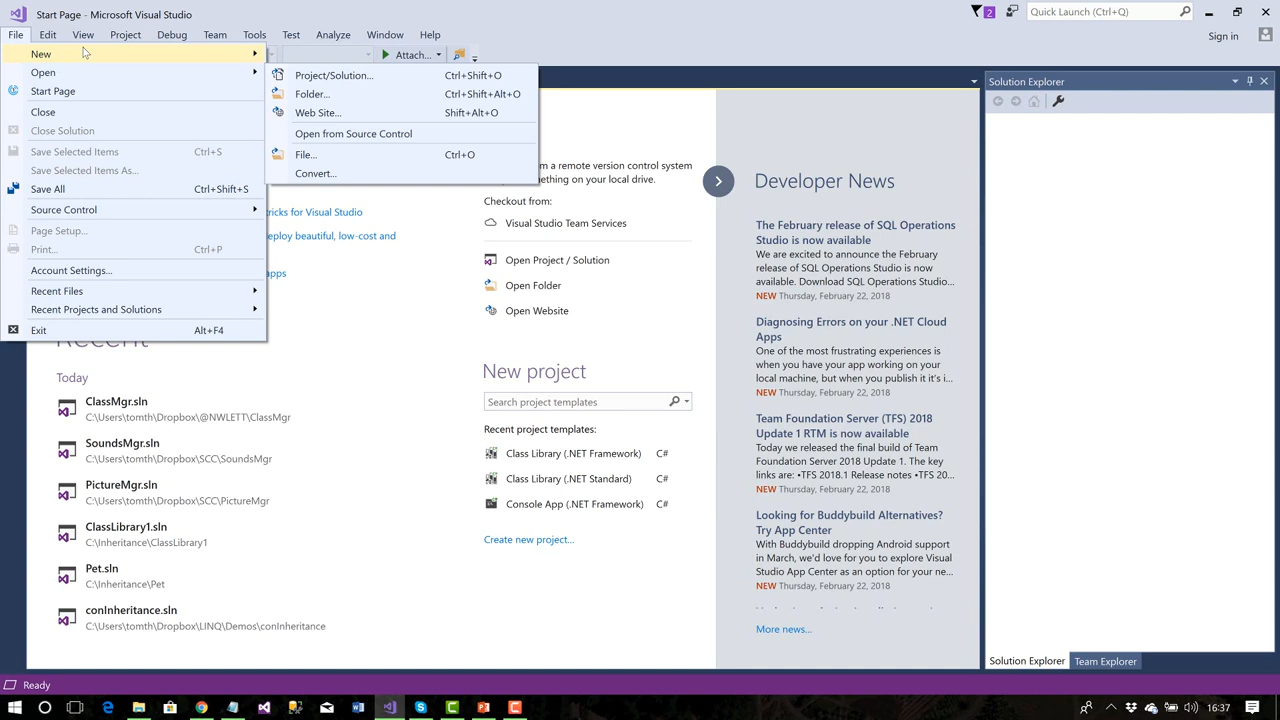 Start Page - Microsoft Visual Studio
2
Quick Launch (Ctrl+Q)
File Edit View Project Debug Team Tools Test Analyze Window Help
Sign in
New
Open
Start Page
Close
Close Solution
Save Selected Items Ctrl+S
Save Selected Items As...
Save All Ctrl+Shift+S
Source Control
Page Setup...
Print... Ctrl+P
Account Settings...
Recent Files
Recent Projects and Solutions
Exit Alt+F4
Attach...
Project/Solution... Ctrl+Shift+O
Folder... Ctrl+Shift+Alt+O
Web Site... Shift+Alt+O
Open from Source Control
File... Ctrl+O
Convert...
ricks for Visual Studio
eploy beautiful, low-cost and
apps
Recent
Today
ClassMgr.sln
C:\Users\tomth\Dropbox\@NWLETT\ClassMgr
SoundsMgr.sln
C:\Users\tomth\Dropbox\SCC\SoundsMgr
PictureMgr.sln
C:\Users\tomth\Dropbox\SCC\PictureMgr
ClassLibrary1.sln
C:\Inheritance\ClassLibrary1
Pet.sln
C:\Inheritance\Pet
conInheritance.sln
C:\Users\tomth\Dropbox\LINQ\Demos\conInheritance
m a remote version control system
mething on your local drive.
Checkout from:
Visual Studio Team Services
Open Project / Solution
Open Folder
Open Website
New project
Search project templates
Recent project templates:
Class Library (.NET Framework) C#
Class Library (.NET Standard) C#
Console App (.NET Framework) C#
Create new project...
Developer News
The February release of SQL Operations
Studio is now available
We are excited to announce the February
release of SQL Operations Studio is now
available. Download SQL Operations Studio...
NEW Thursday, February 22, 2018
Diagnosing Errors on your .NET Cloud
Apps
One of the most frustrating experiences is
when you have your app working on your
local machine, but when you publish it it's i...
NEW Thursday, February 22, 2018
Team Foundation Server (TFS) 2018
Update 1 RTM is now available
Today we released the final build of Team
Foundation Server 2018 Update 1. The key
links are: •TFS 2018.1 Release notes •TFS 20...
NEW Thursday, February 22, 2018
Looking for Buddybuild Alternatives?
Try App Center
With Buddybuild dropping Android support
in March, we'd love for you to explore Visual
Studio App Center as an option for your ne...
NEW Thursday, February 22, 2018
More news...
Solution Explorer
Solution Explorer Team Explorer
Ready
16:37